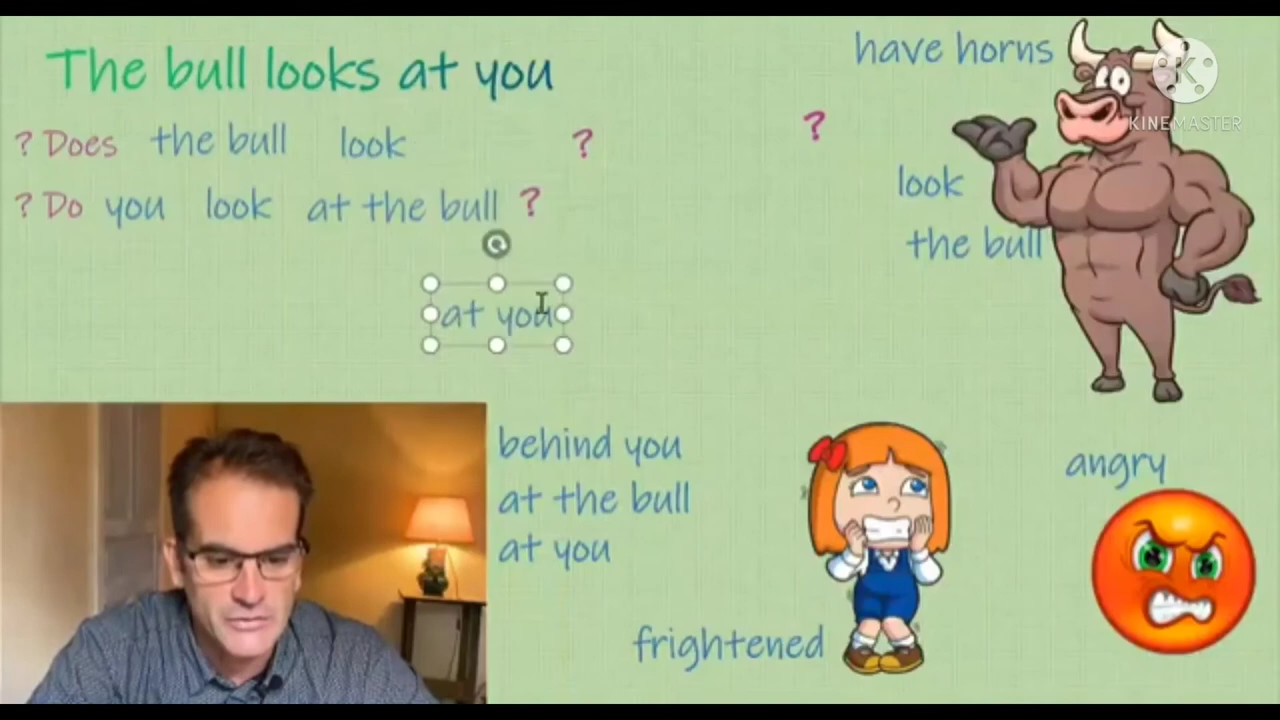 The bull looks at you
have horns
KINEMASTER
? Does the bull look ?
?
look
? Do you look at the bull ?
the bull
at you
behind you
at the bull
at you
angry
frightened